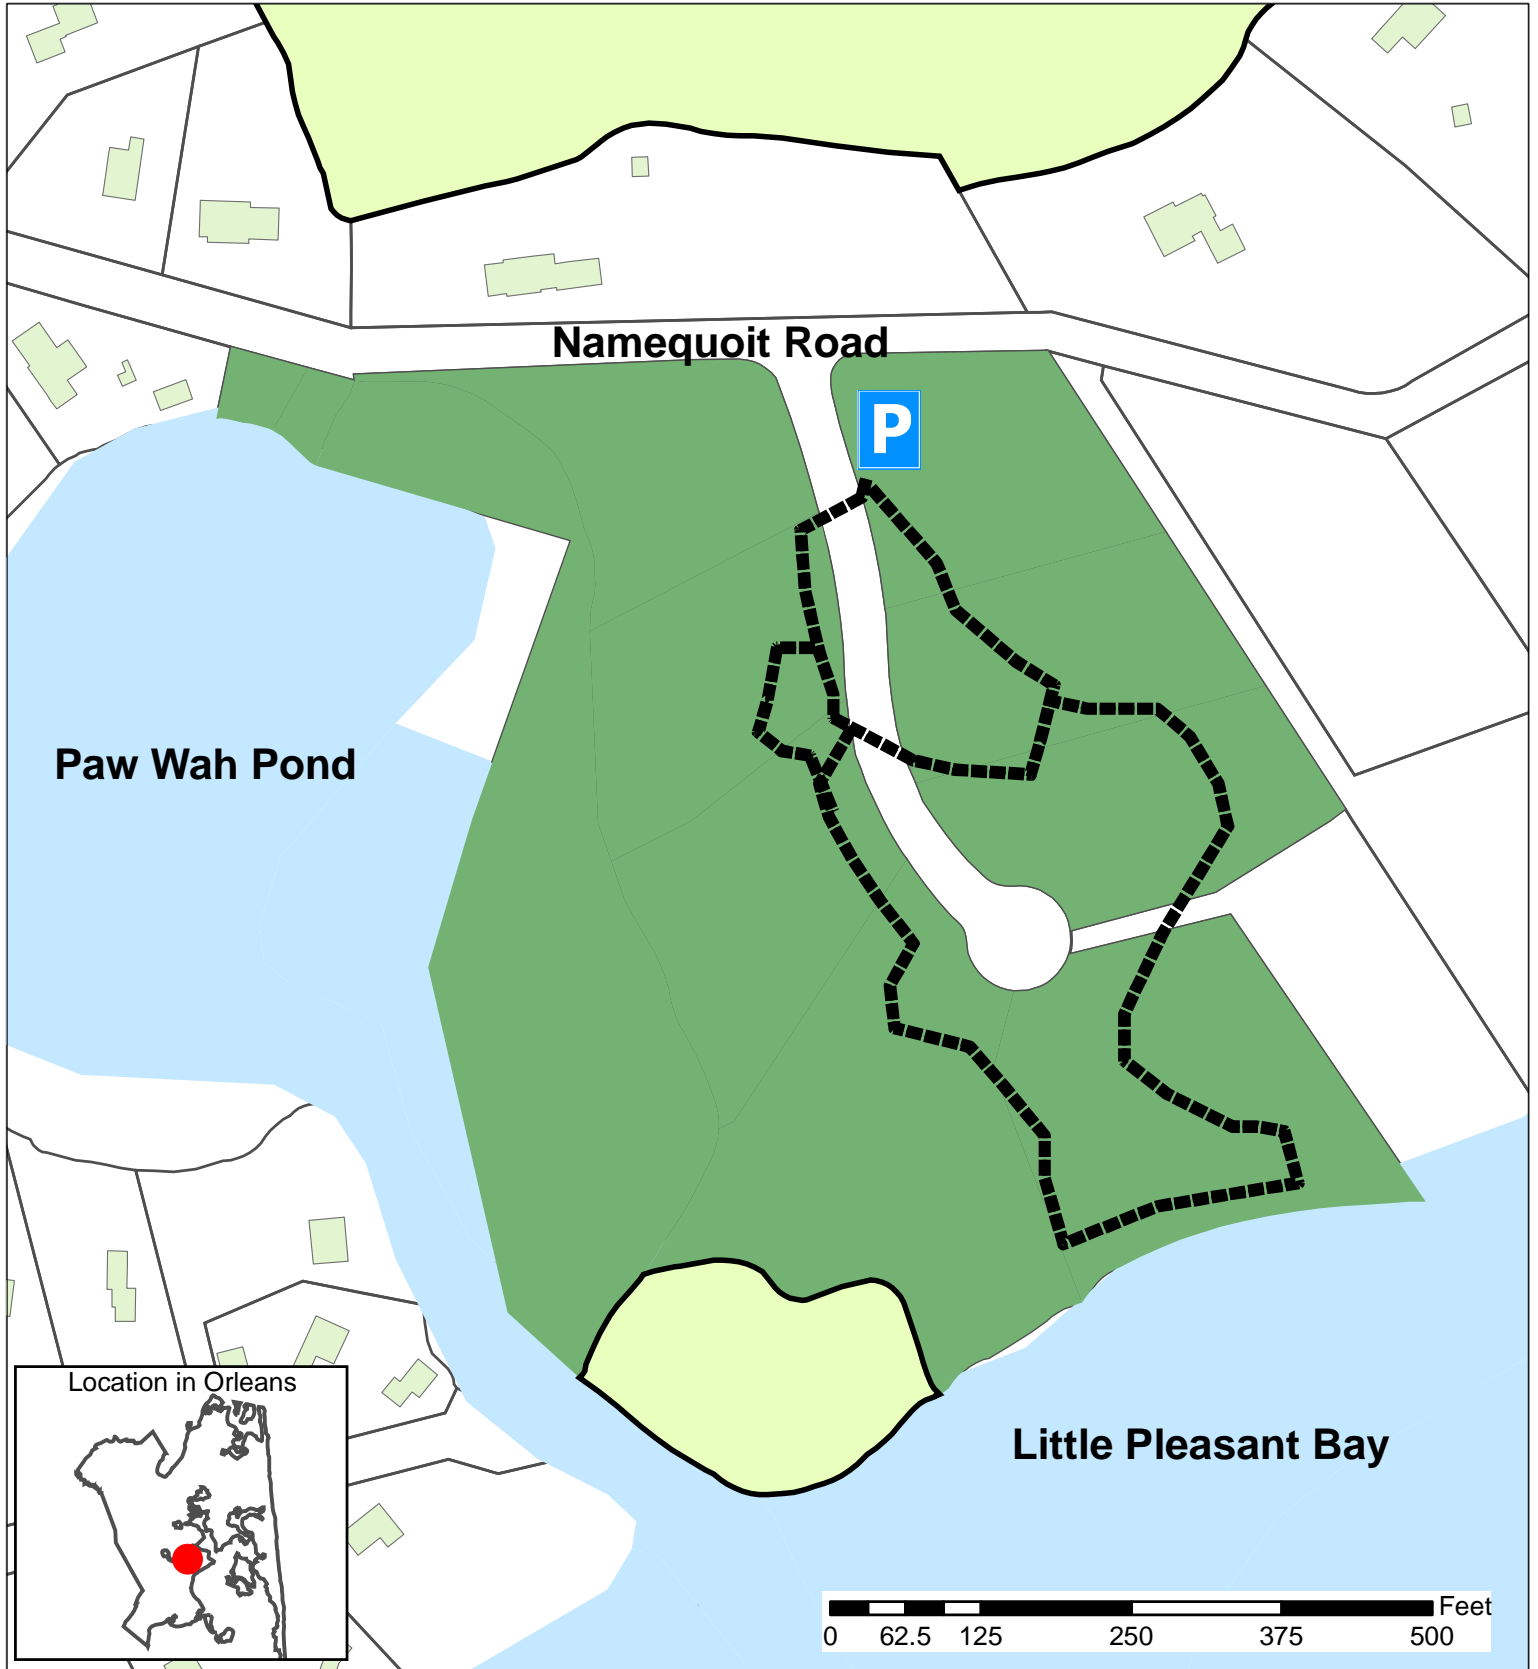 Namequoit Road
P
Paw Wah Pond
Location in Orleans
Little Pleasant Bay
Feet
0 62.5 125 250 375 500